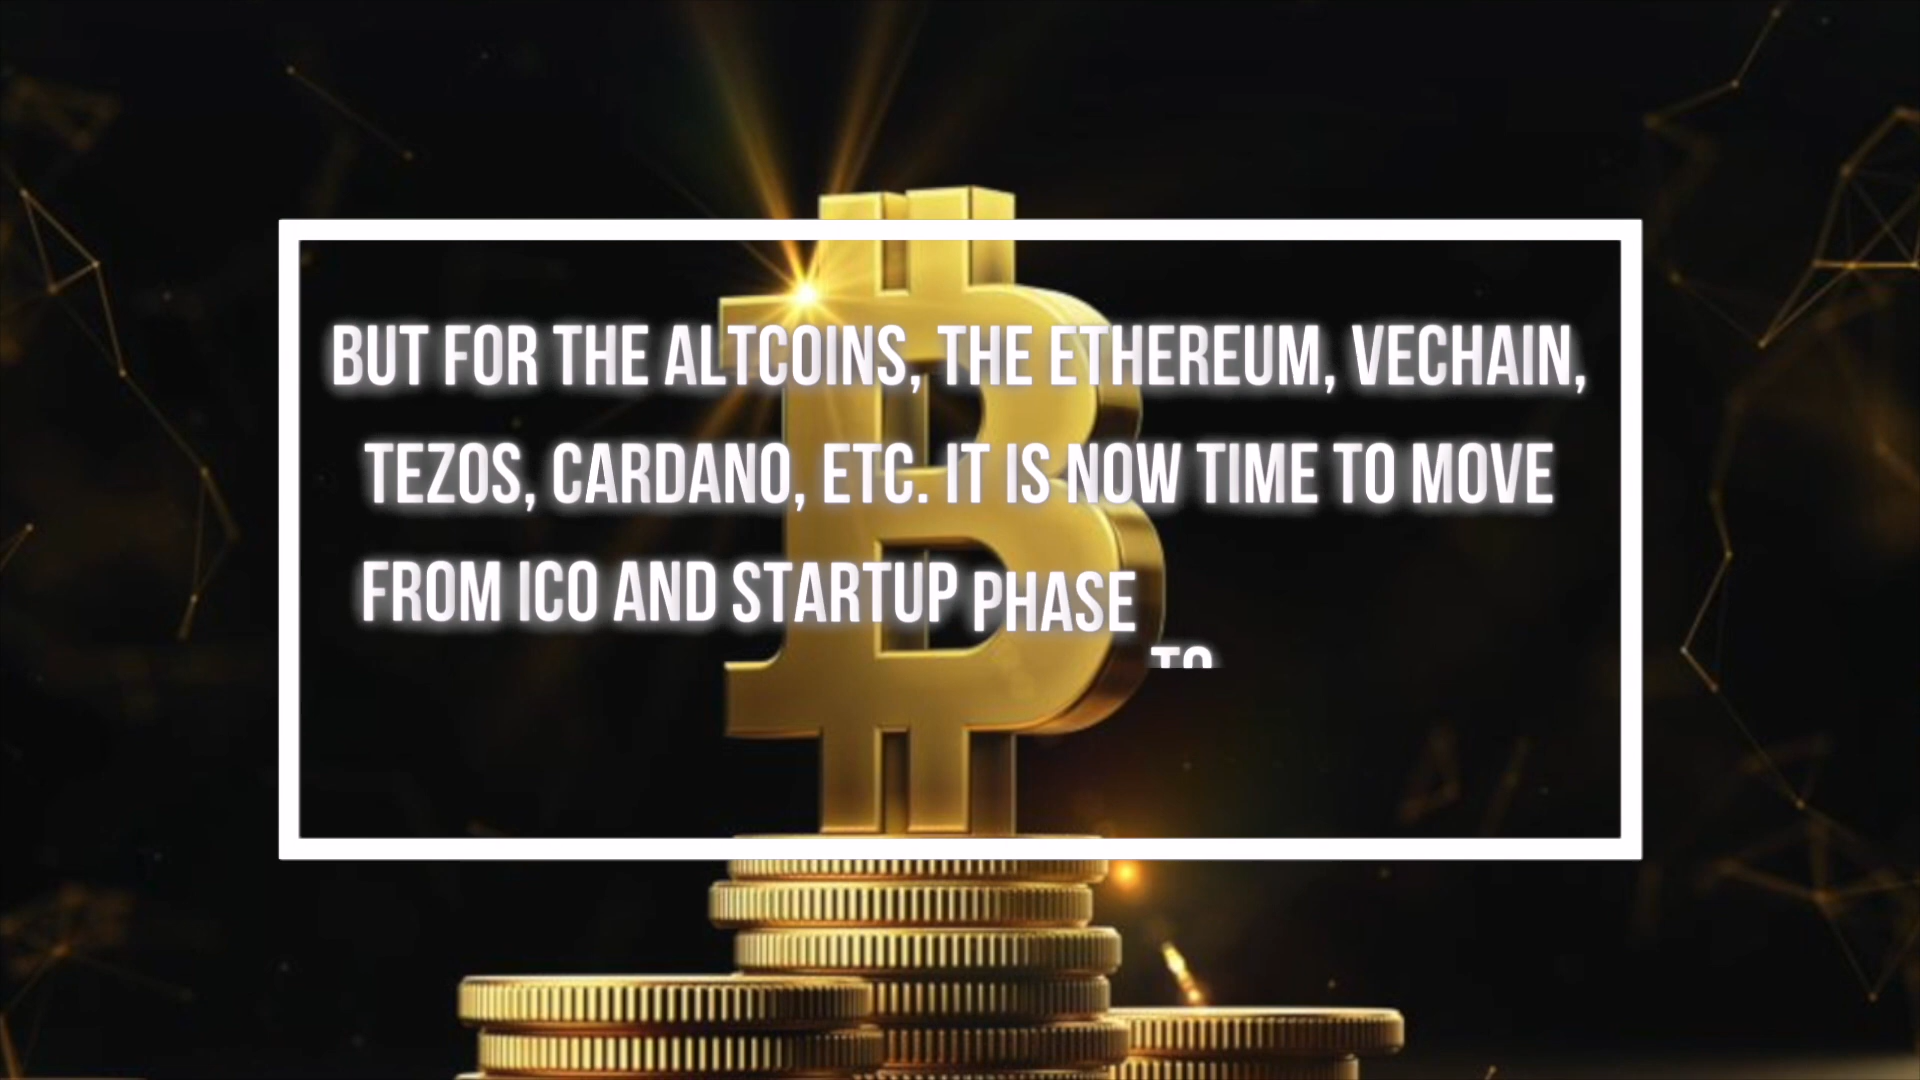 BUT FOR THE ALTCOINS, THE ETHEREUM, VECHAIN,
TEZOS, CARDANO, ETC. IT IS NOW TIME TO MOVE
FROM ICO AND STARTUP PHASE TO